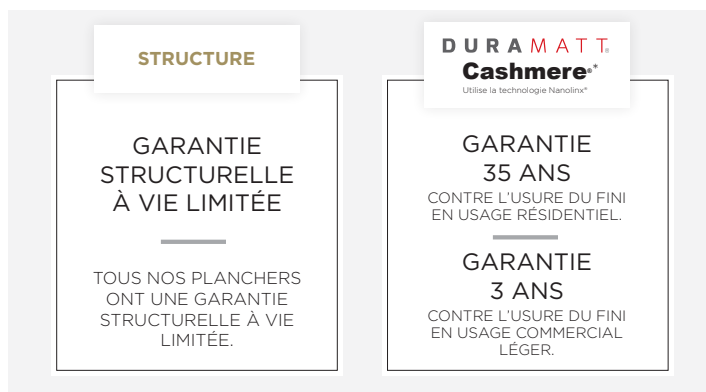 STRUCTURE
GARANTIE
STRUCTURELLE
À VIE LIMITÉE
TOUS NOS PLANCHERS
ONT UNE GARANTIE
STRUCTURELLE À VIE
LIMITÉE.
DURAMATT®
Cashmere®*
Utilise la technologie Nanolinx®
GARANTIE
35 ANS
CONTRE L'USURE DU FINI
EN USAGE RÉSIDENTIEL.
GARANTIE
3 ANS
CONTRE L'USURE DU FINI
EN USAGE COMMERCIAL
LÉGER.